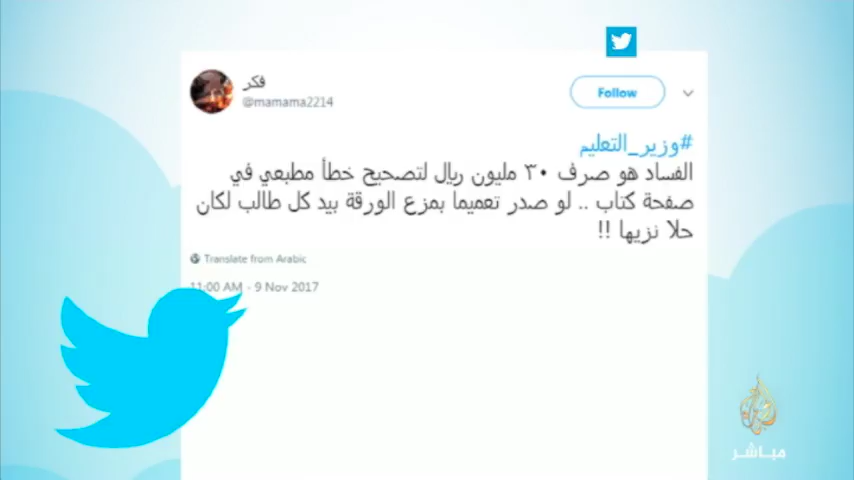 فكر
@mamama2214
Follow
#وزير_التعليم
الفساد هو صرف ٣٠ مليون ريال لتصحيح خطأ مطبعي في
صفحة كتاب .. لو صدر تعميما بمزع الورقة بيد كل طالب لكان
حلا نزيها !!
Translate from Arabic
11:00 AM - 9 Nov 2017
مباشر